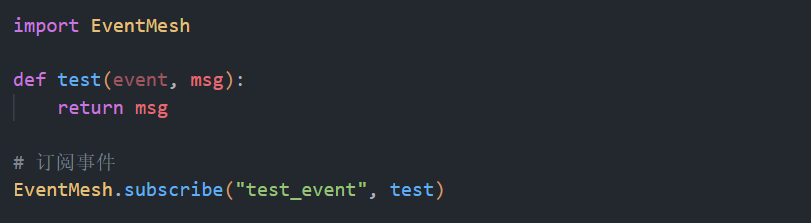 import EventMesh
def test(event, msg):
    return msg
# 订阅事件
EventMesh.subscribe("test_event", test)